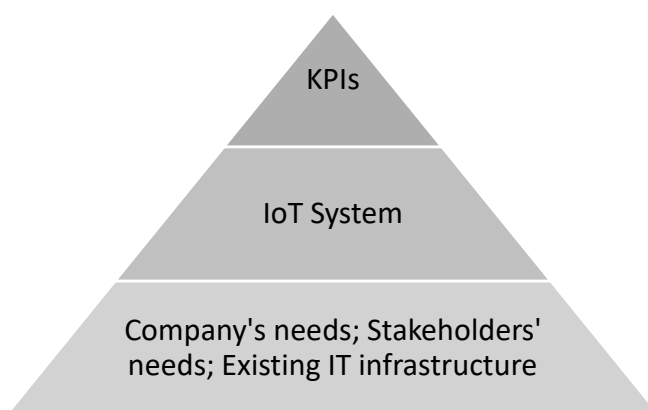 KPIs
IoT System
Company's needs; Stakeholders'
needs; Existing IT infrastructure